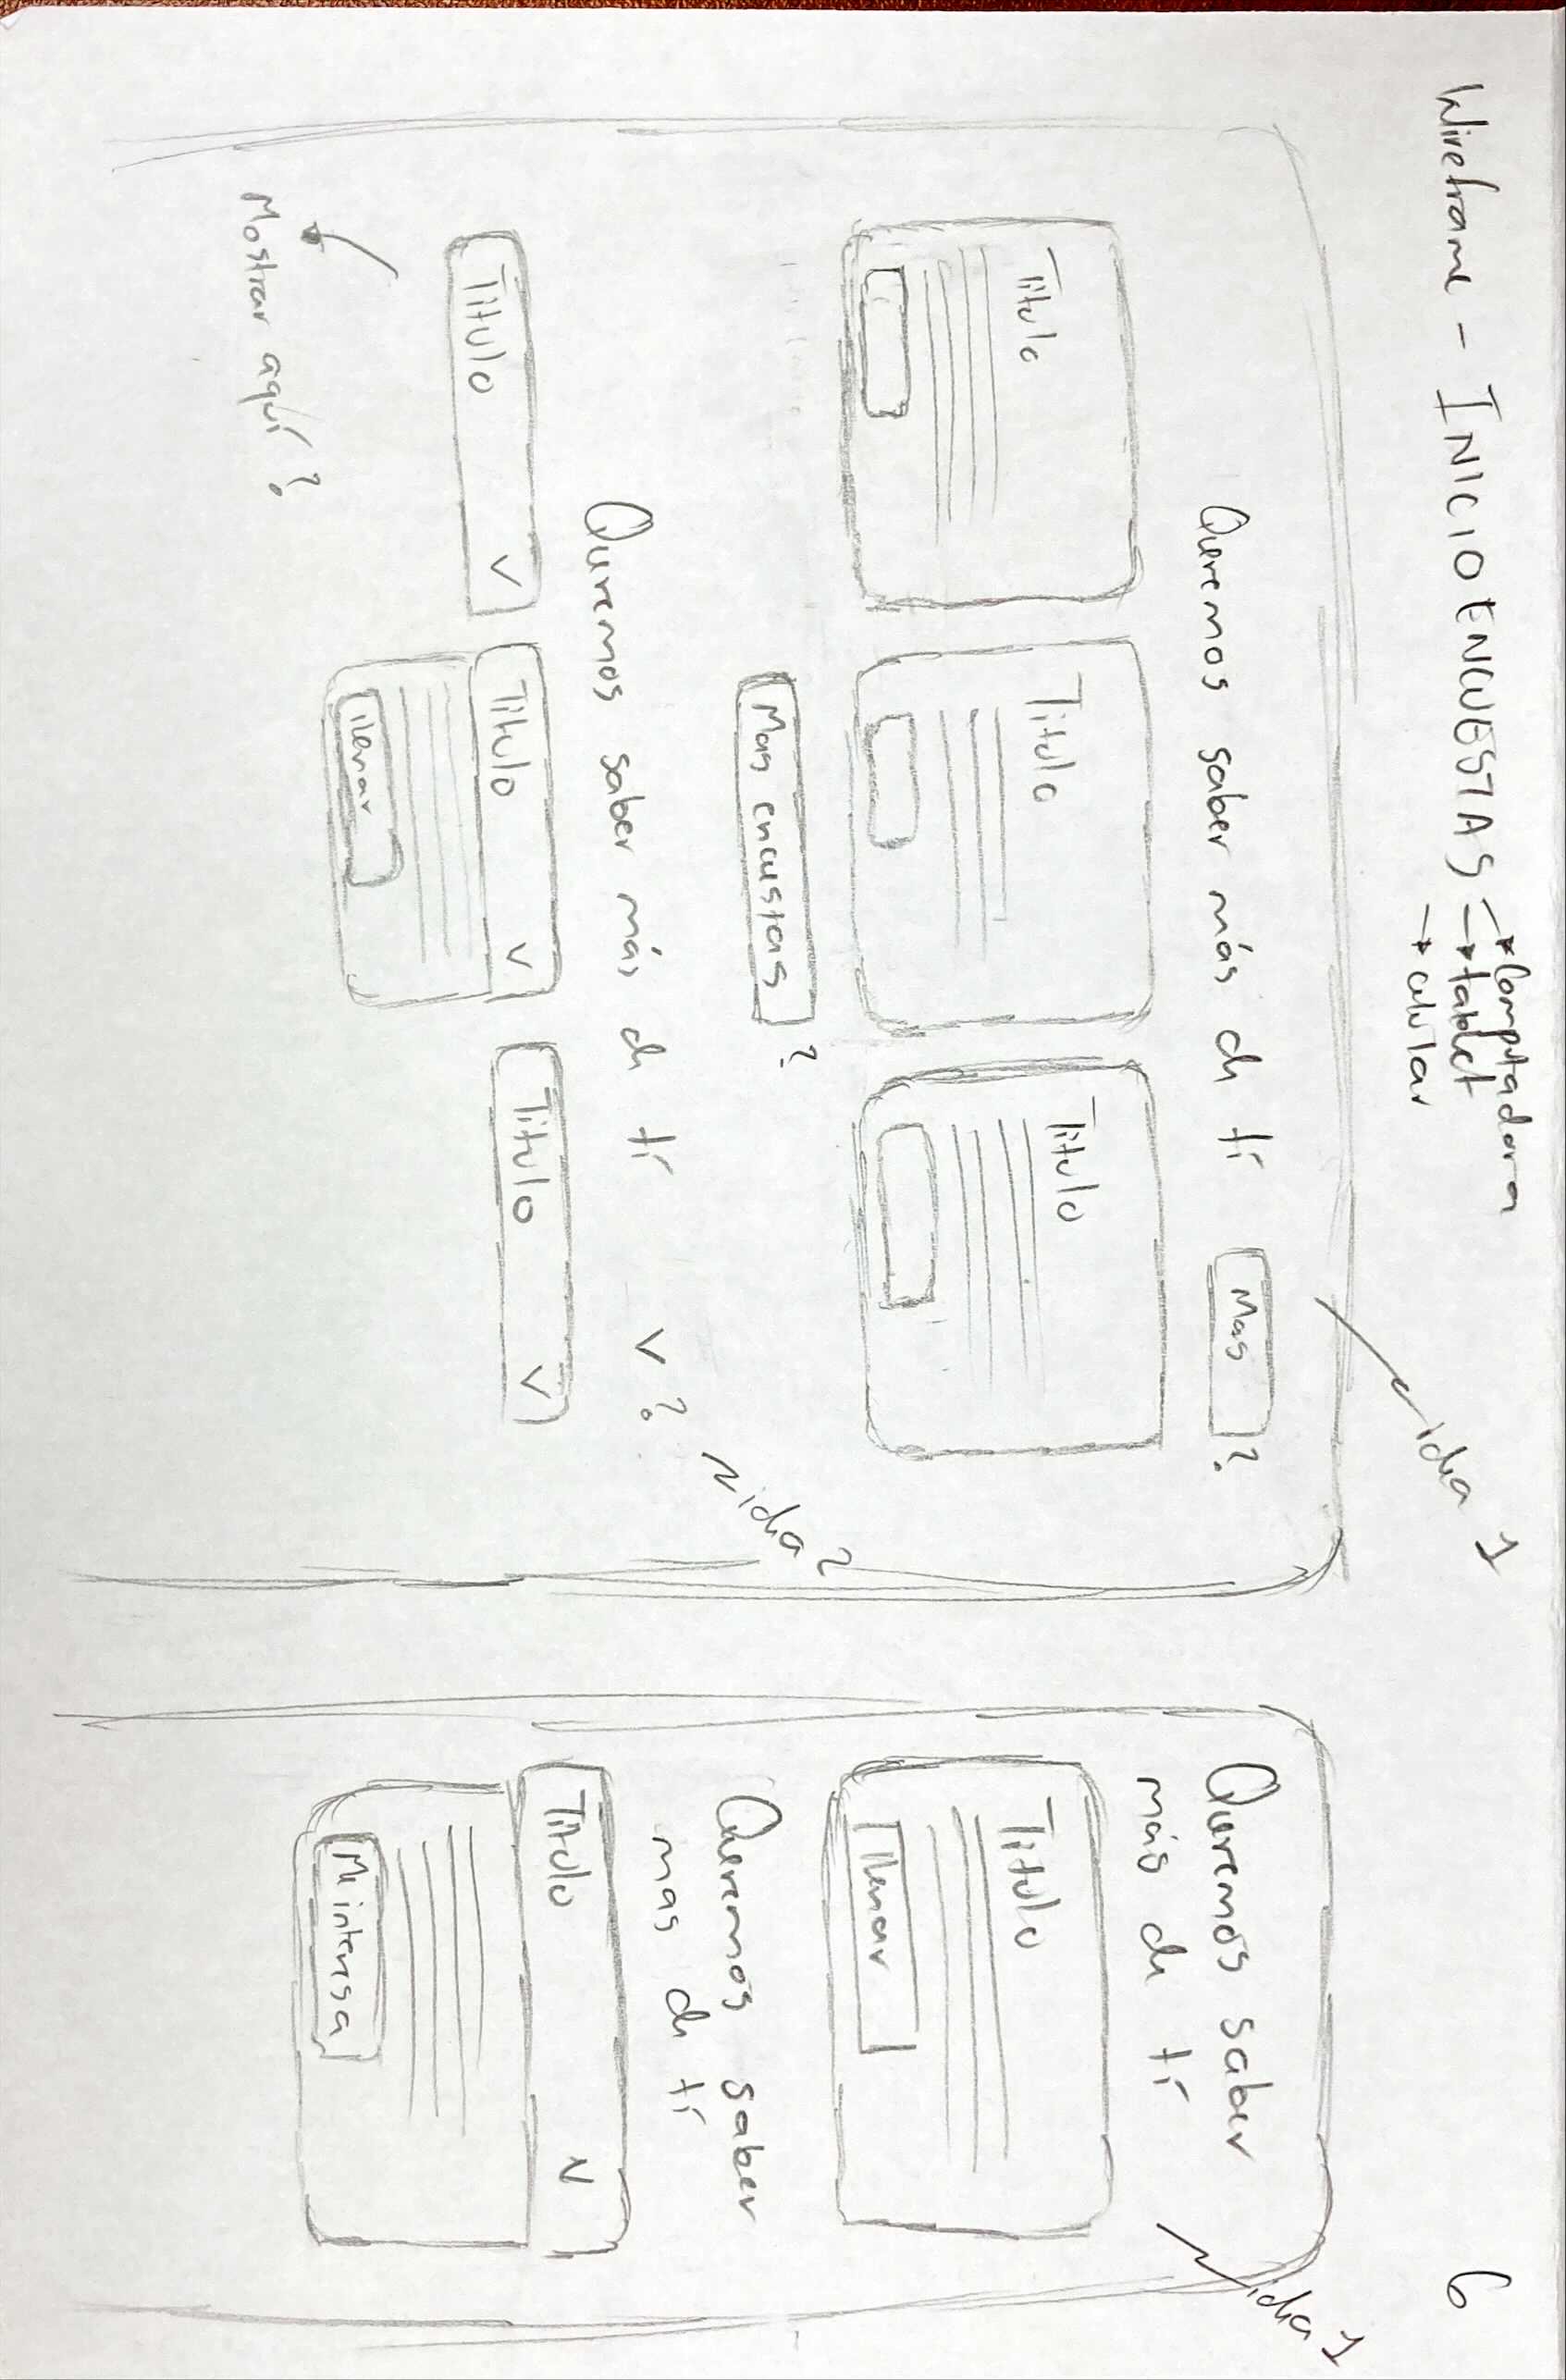 Wireframe - INICIO ENCUESTAS
→ Computadora
→ tablet
→ celular
6
idea 1
Queremos saber más de tí
Mas
?
Titulo
Titulo
Titulo
Mas encustas
?
idea 2
Queremos saber más de tí
v ?
Titulo v
Titulo v
Titulo v
llenar
Mostrar aquí ?
idea 1
Queremos saber
más de tí
Titulo
llenar
Queremos saber
mas de tí
Titulo v
Me interesa